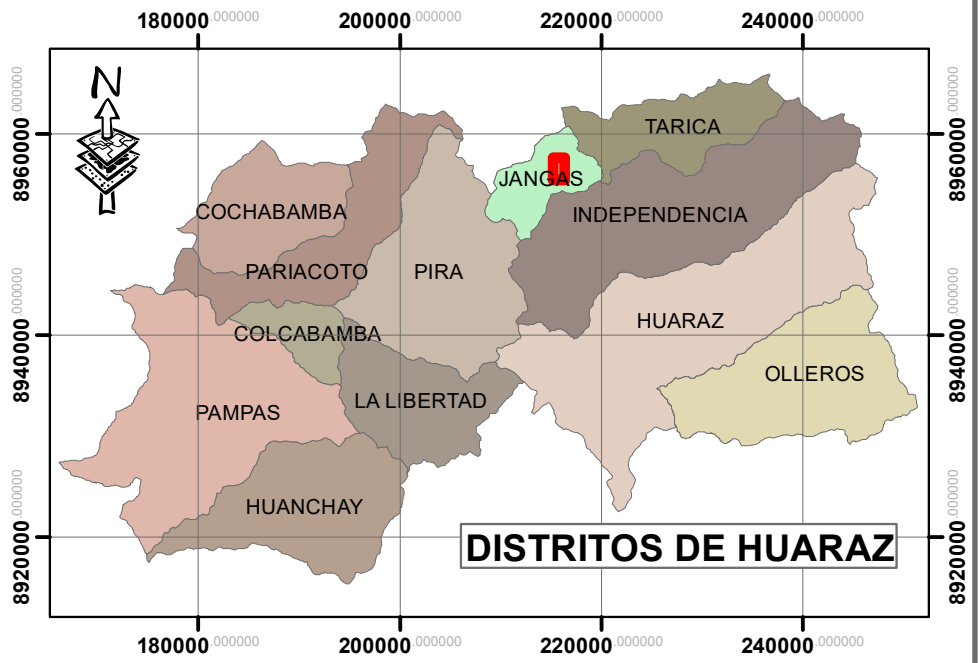 180000.000000 200000.000000 220000.000000 240000.000000
N
8960000.000000
8960000.000000
TARICA
JANGAS
COCHABAMBA
INDEPENDENCIA
PARIACOTO
PIRA
8940000.000000
8940000.000000
COLCABAMBA
HUARAZ
OLLEROS
LA LIBERTAD
PAMPAS
HUANCHAY
8920000.000000
8920000.000000
DISTRITOS DE HUARAZ
180000.000000 200000.000000 220000.000000 240000.000000